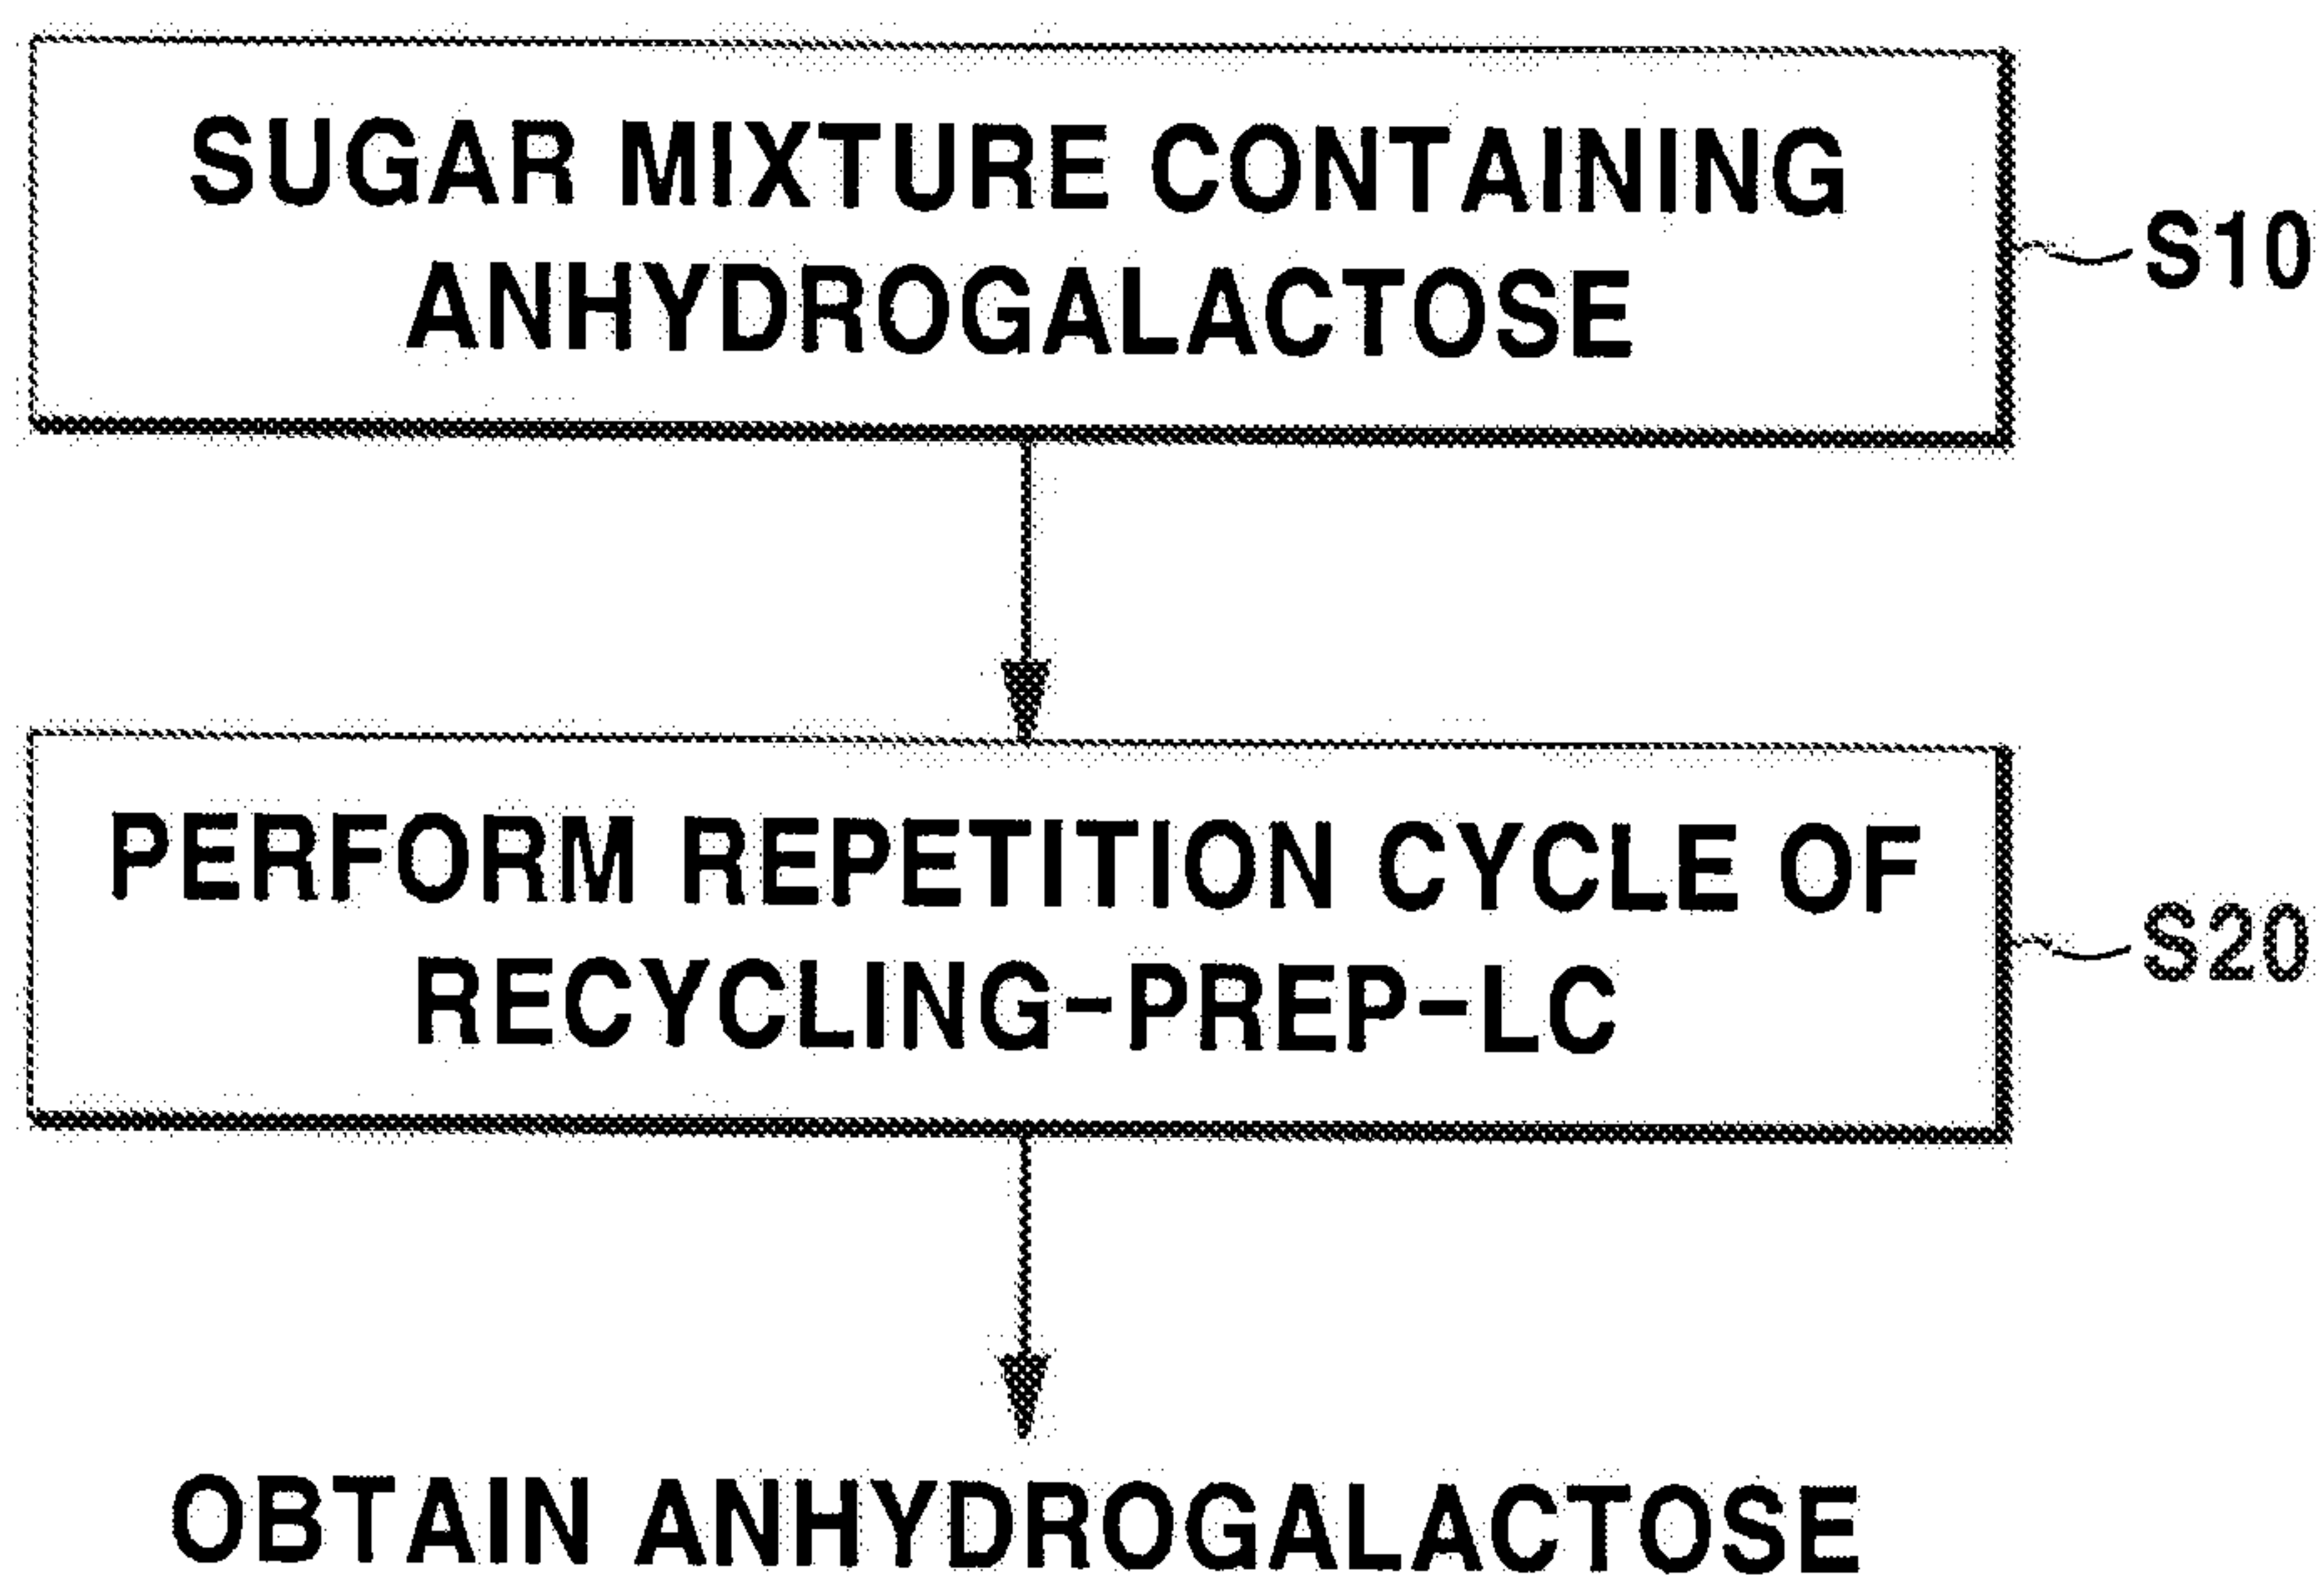 SUGAR MIXTURE CONTAINING
ANHYDROGALACTOSE
S10
PERFORM REPETITION CYCLE OF
RECYCLING-PREP-LC
S20
OBTAIN ANHYDROGALACTOSE